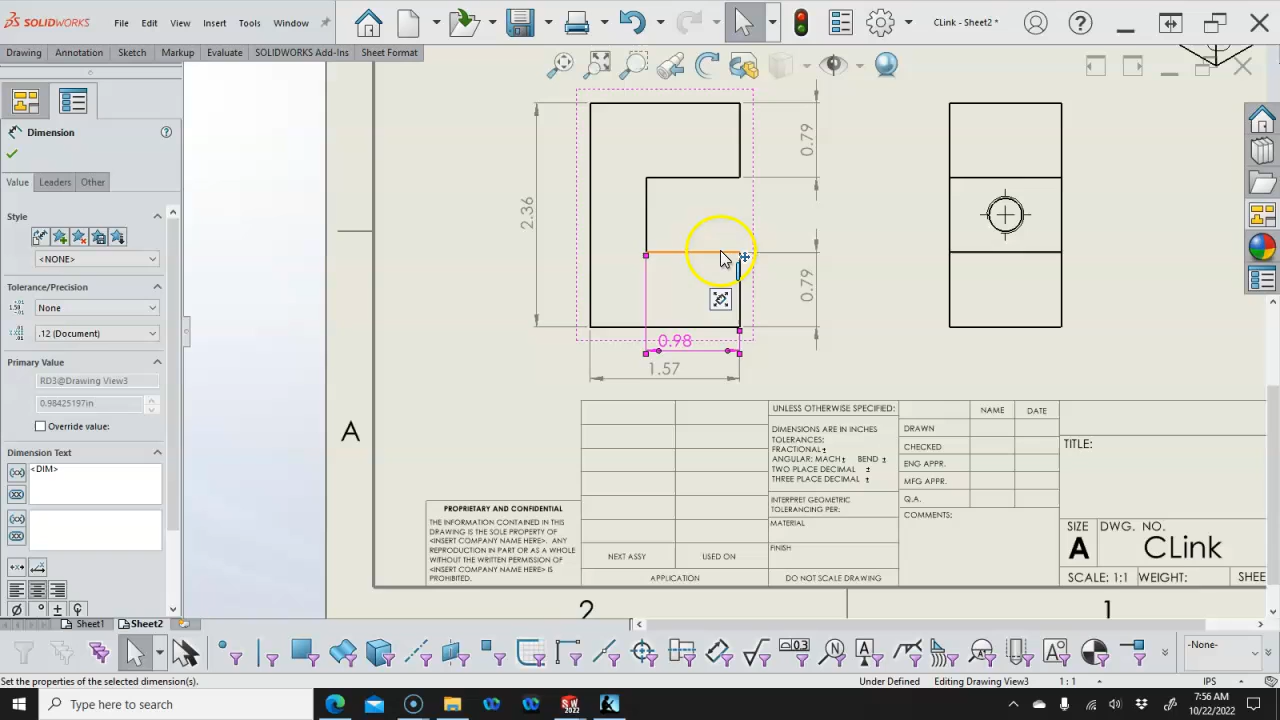 SOLIDWORKS
File
Edit
View
Insert
Tools
Window
CLink - Sheet2 *
Drawing
Annotation
Sketch
Markup
Evaluate
SOLIDWORKS Add-Ins
Sheet Format
Dimension
Value
Leaders
Other
Style
<NONE>
Tolerance/Precision
None
.12 (Document)
Primary Value
RD3@Drawing View3
0.98425197in
Override value:
Dimension Text
<DIM>
2.36
0.79
0.79
0.98
1.57
A
UNLESS OTHERWISE SPECIFIED:
DIMENSIONS ARE IN INCHES
TOLERANCES:
FRACTIONAL±
ANGULAR: MACH± BEND ±
TWO PLACE DECIMAL ±
THREE PLACE DECIMAL ±
INTERPRET GEOMETRIC
TOLERANCING PER:
MATERIAL
FINISH
DO NOT SCALE DRAWING
NAME
DATE
DRAWN
CHECKED
ENG APPR.
MFG APPR.
Q.A.
COMMENTS:
TITLE:
SIZE
A
DWG. NO.
CLink
SCALE: 1:1
WEIGHT:
SHEE
PROPRIETARY AND CONFIDENTIAL
THE INFORMATION CONTAINED IN THIS
DRAWING IS THE SOLE PROPERTY OF
<INSERT COMPANY NAME HERE>. ANY
REPRODUCTION IN PART OR AS A WHOLE
WITHOUT THE WRITTEN PERMISSION OF
<INSERT COMPANY NAME HERE> IS
PROHIBITED.
NEXT ASSY
USED ON
APPLICATION
2
1
Sheet1
Sheet2
-None-
Set the properties of the selected dimension(s).
Under Defined
Editing Drawing View3
1 : 1
IPS
Type here to search
7:56 AM
10/22/2022